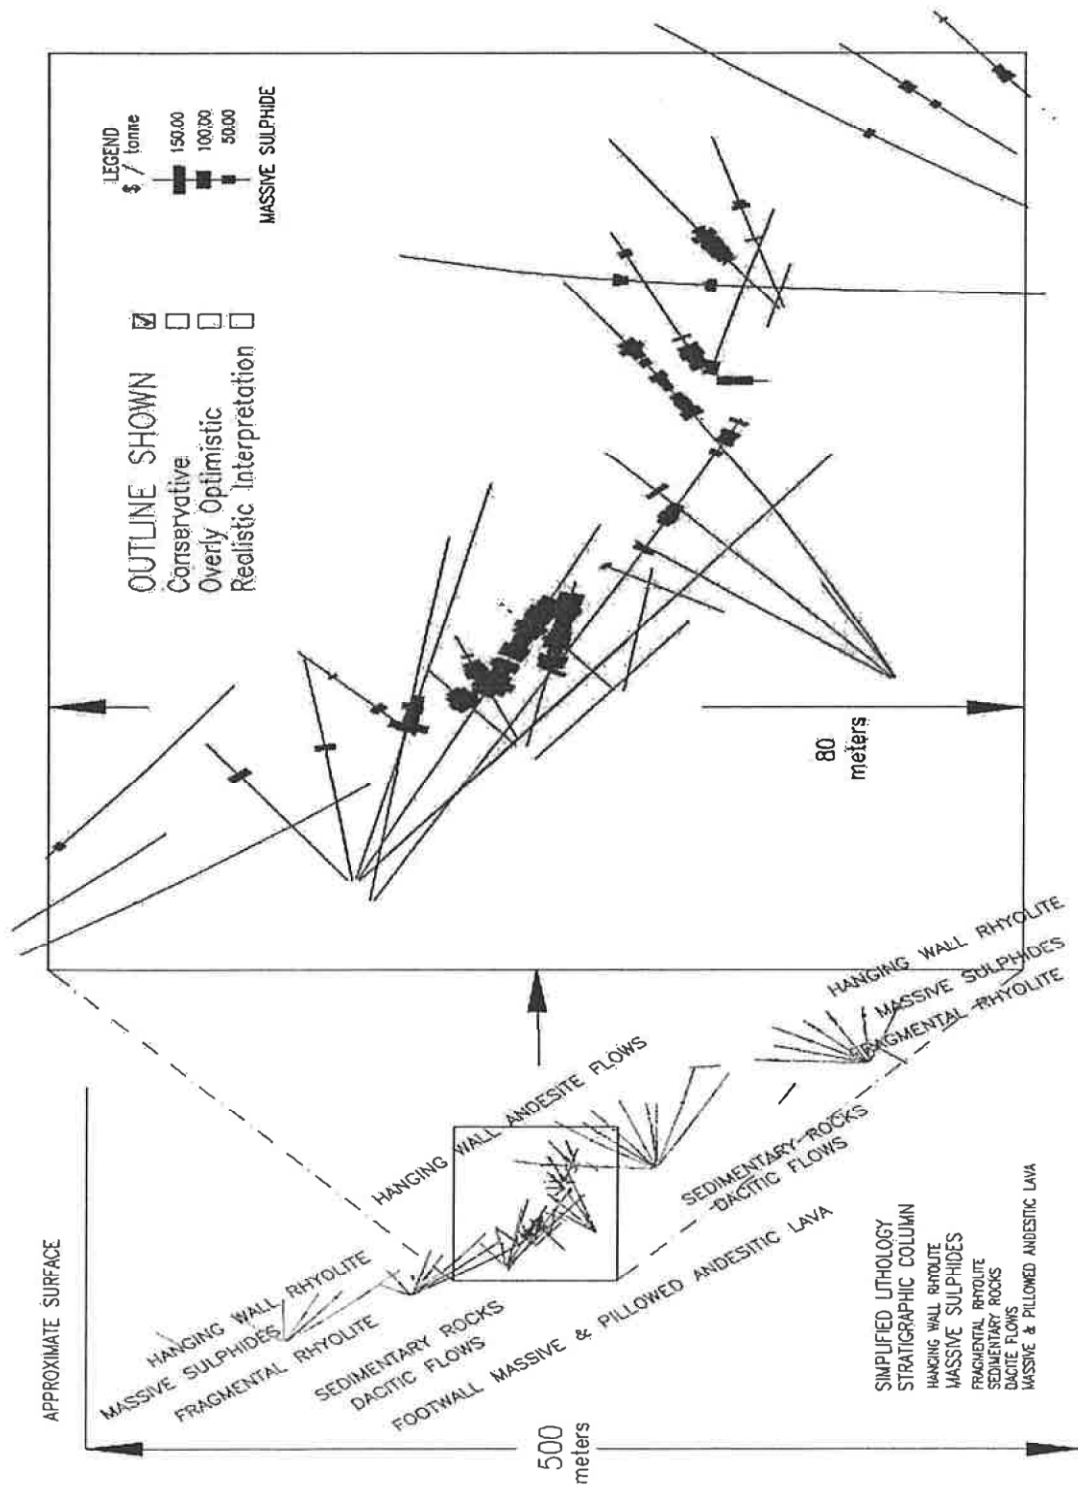 LEGEND
$ / tonne
150.00
100.00
50.00
MASSIVE SULPHIDE
OUTLINE SHOWN
Conservative
Overly Optimistic
Realistic Interpretation
80
meters
APPROXIMATE SURFACE
HANGING WALL RHYOLITE
MASSIVE SULPHIDES
FRAGMENTAL RHYOLITE
SEDIMENTARY ROCKS
DACITIC FLOWS
FOOTWALL MASSIVE & PILLOWED ANDESITIC LAVA
HANGING WALL ANDESITE FLOWS
SEDIMENTARY ROCKS
DACITIC FLOWS
HANGING WALL RHYOLITE
MASSIVE SULPHIDES
FRAGMENTAL RHYOLITE
500
meters
SIMPLIFIED LITHOLOGY
STRATIGRAPHIC COLUMN
HANGING WALL RHYOLITE
MASSIVE SULPHIDES
FRAGMENTAL RHYOLITE
SEDIMENTARY ROCKS
DACITE FLOWS
MASSIVE & PILLOWED ANDESITIC LAVA